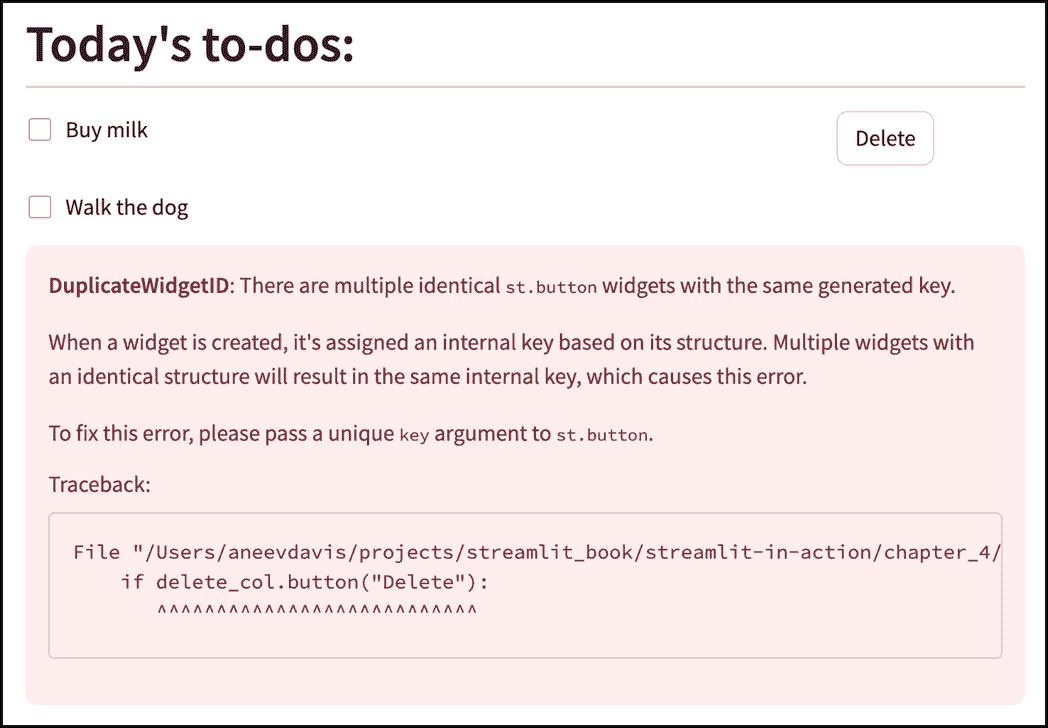 Today's to-dos:
Buy milk
Delete
Walk the dog
DuplicateWidgetID: There are multiple identical st.button widgets with the same generated key.
When a widget is created, it's assigned an internal key based on its structure. Multiple widgets with
an identical structure will result in the same internal key, which causes this error.
To fix this error, please pass a unique key argument to st.button.
Traceback:
File "/Users/aneevdavis/projects/streamlit_book/streamlit-in-action/chapter_4/
if delete_col.button("Delete"):
^^^^^^^^^^^^^^^^^^^^^^^^^^^